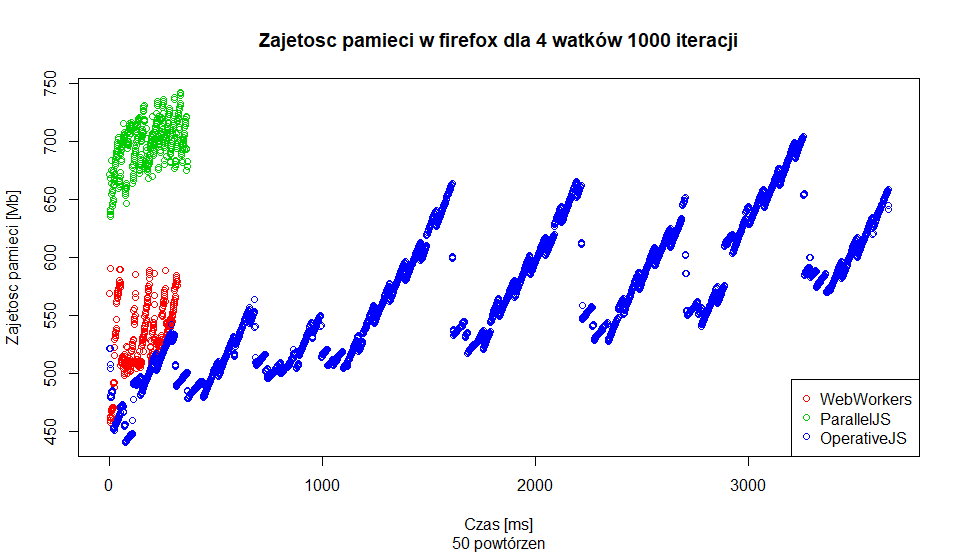 Zajetosc pamieci w firefox dla 4 watków 1000 iteracji
Zajetosc pamieci [Mb]
750
700
650
600
550
500
450
0
1000
2000
3000
WebWorkers
ParallelJS
OperativeJS
Czas [ms]
50 powtórzen